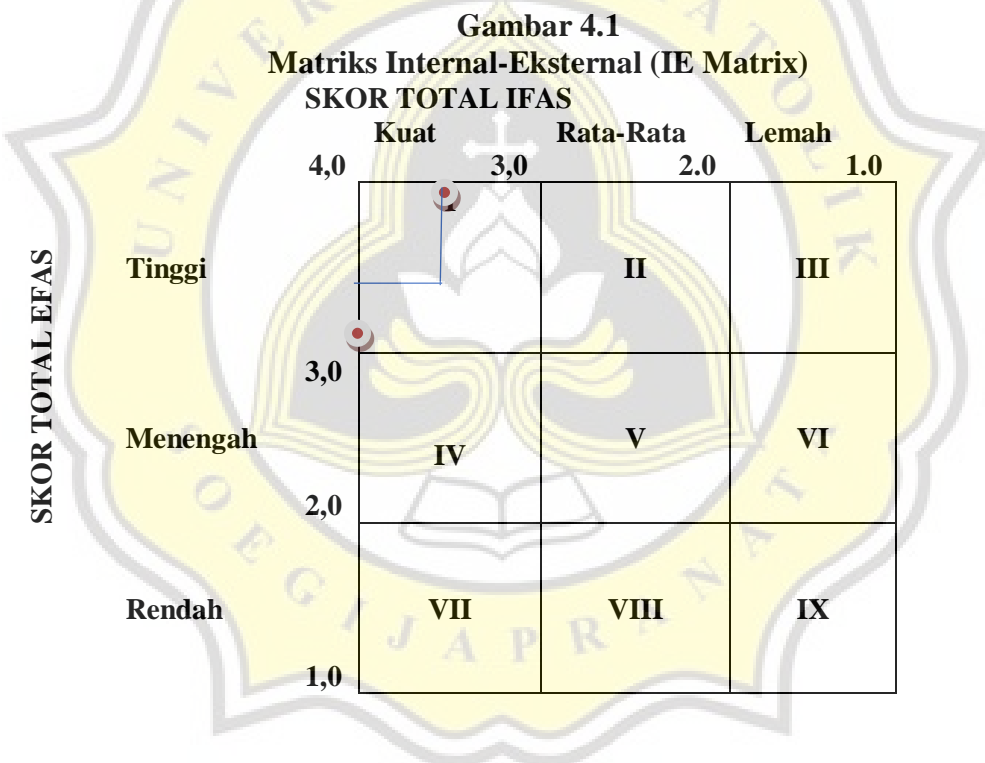 Gambar 4.1
Matriks Internal-Eksternal (IE Matrix)
SKOR TOTAL IFAS
Kuat Rata-Rata Lemah
4,0 3,0 2.0 1.0
SKOR TOTAL EFAS
Tinggi II III
3,0
Menengah IV V VI
2,0
Rendah VII VIII IX
1,0
SOEGIJAPRANAT